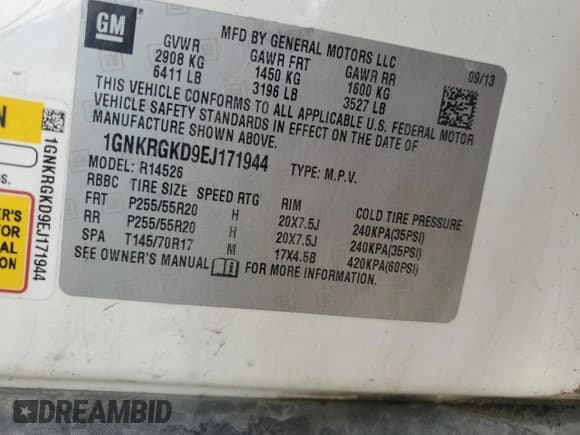 GM
MFD BY GENERAL MOTORS LLC
GVWR GAWR FRT GAWR RR 09/13
2908 KG 1450 KG 1600 KG
6411 LB 3196 LB 3527 LB
THIS VEHICLE CONFORMS TO ALL APPLICABLE U.S. FEDERAL MOTOR
VEHICLE SAFETY STANDARDS IN EFFECT ON THE DATE OF
MANUFACTURE SHOWN ABOVE.
1GNKRGKD9EJ171944 TYPE: M.P.V.
MODEL: R14526
RBBC TIRE SIZE SPEED RTG RIM COLD TIRE PRESSURE
FRT P255/55R20 H 20X7.5J 240KPA(35PSI)
RR P255/55R20 H 20X7.5J 240KPA(35PSI)
SPA T145/70R17 M 17X4.5B 420KPA(60PSI)
SEE OWNER'S MANUAL i FOR MORE INFORMATION.
1GNKRGKD9EJ171944
DREAMBID